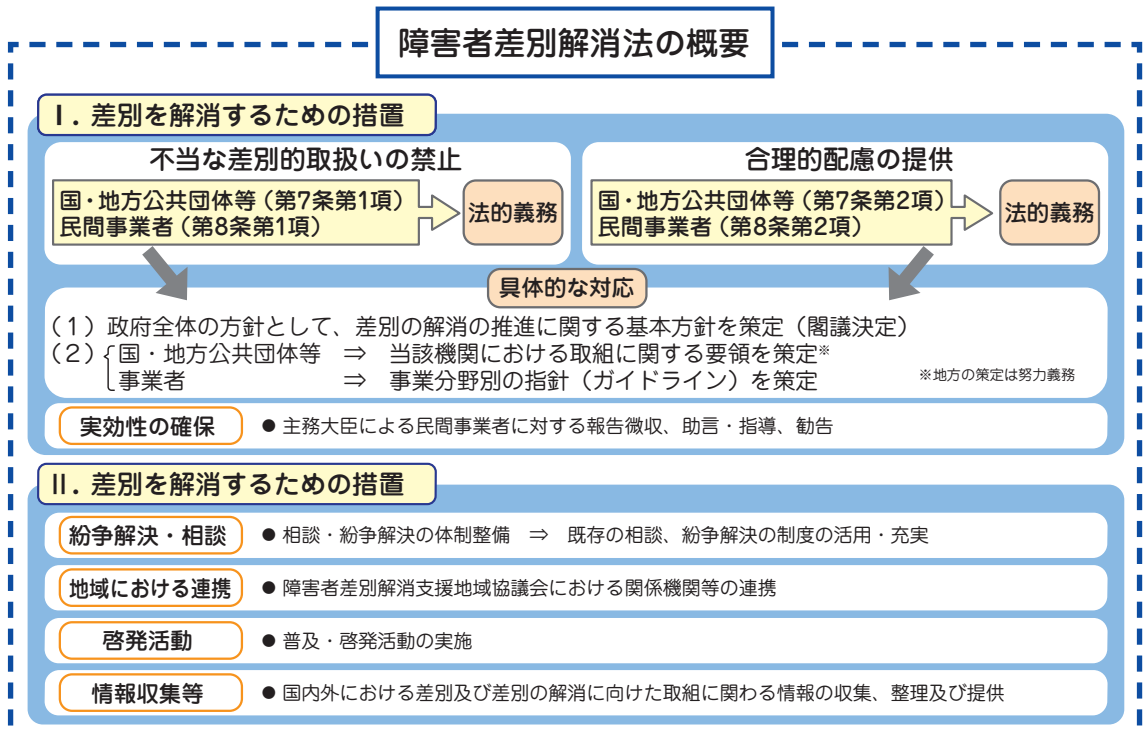 障害者差別解消法の概要
Ⅰ. 差別を解消するための措置
不当な差別的取扱いの禁止
国・地方公共団体等（第7条第1項）
民間事業者（第8条第1項）
法的義務
合理的配慮の提供
国・地方公共団体等（第7条第2項）
民間事業者（第8条第2項）
法的義務
具体的な対応
（１）政府全体の方針として、差別の解消の推進に関する基本方針を策定（閣議決定）
（２）国・地方公共団体等 ⇒ 当該機関における取組に関する要領を策定※
事業者 ⇒ 事業分野別の指針（ガイドライン）を策定
※地方の策定は努力義務
実効性の確保 ● 主務大臣による民間事業者に対する報告徴収、助言・指導、勧告
Ⅱ. 差別を解消するための措置
紛争解決・相談 ● 相談・紛争解決の体制整備 ⇒ 既存の相談、紛争解決の制度の活用・充実
地域における連携 ● 障害者差別解消支援地域協議会における関係機関等の連携
啓発活動 ● 普及・啓発活動の実施
情報収集等 ● 国内外における差別及び差別の解消に向けた取組に関わる情報の収集、整理及び提供